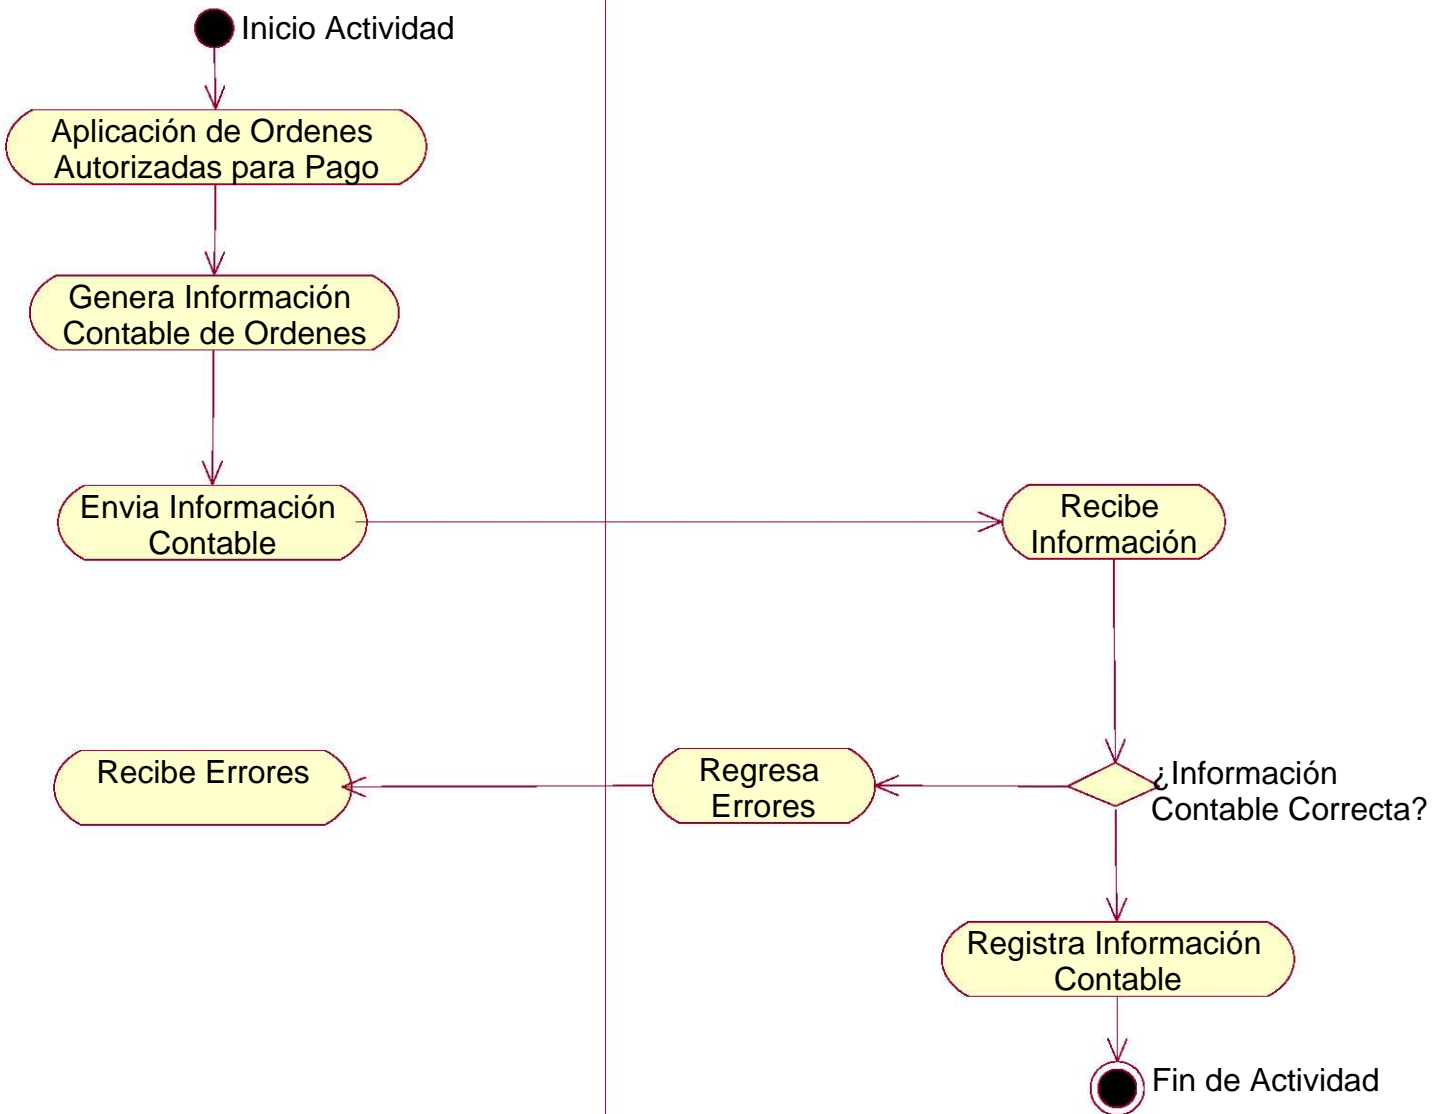 Inicio Actividad
Aplicación de Ordenes
Autorizadas para Pago
Genera Información
Contable de Ordenes
Envia Información
Contable
Recibe
Información
Recibe Errores
Regresa
Errores
¿Información
Contable Correcta?
Registra Información
Contable
Fin de Actividad